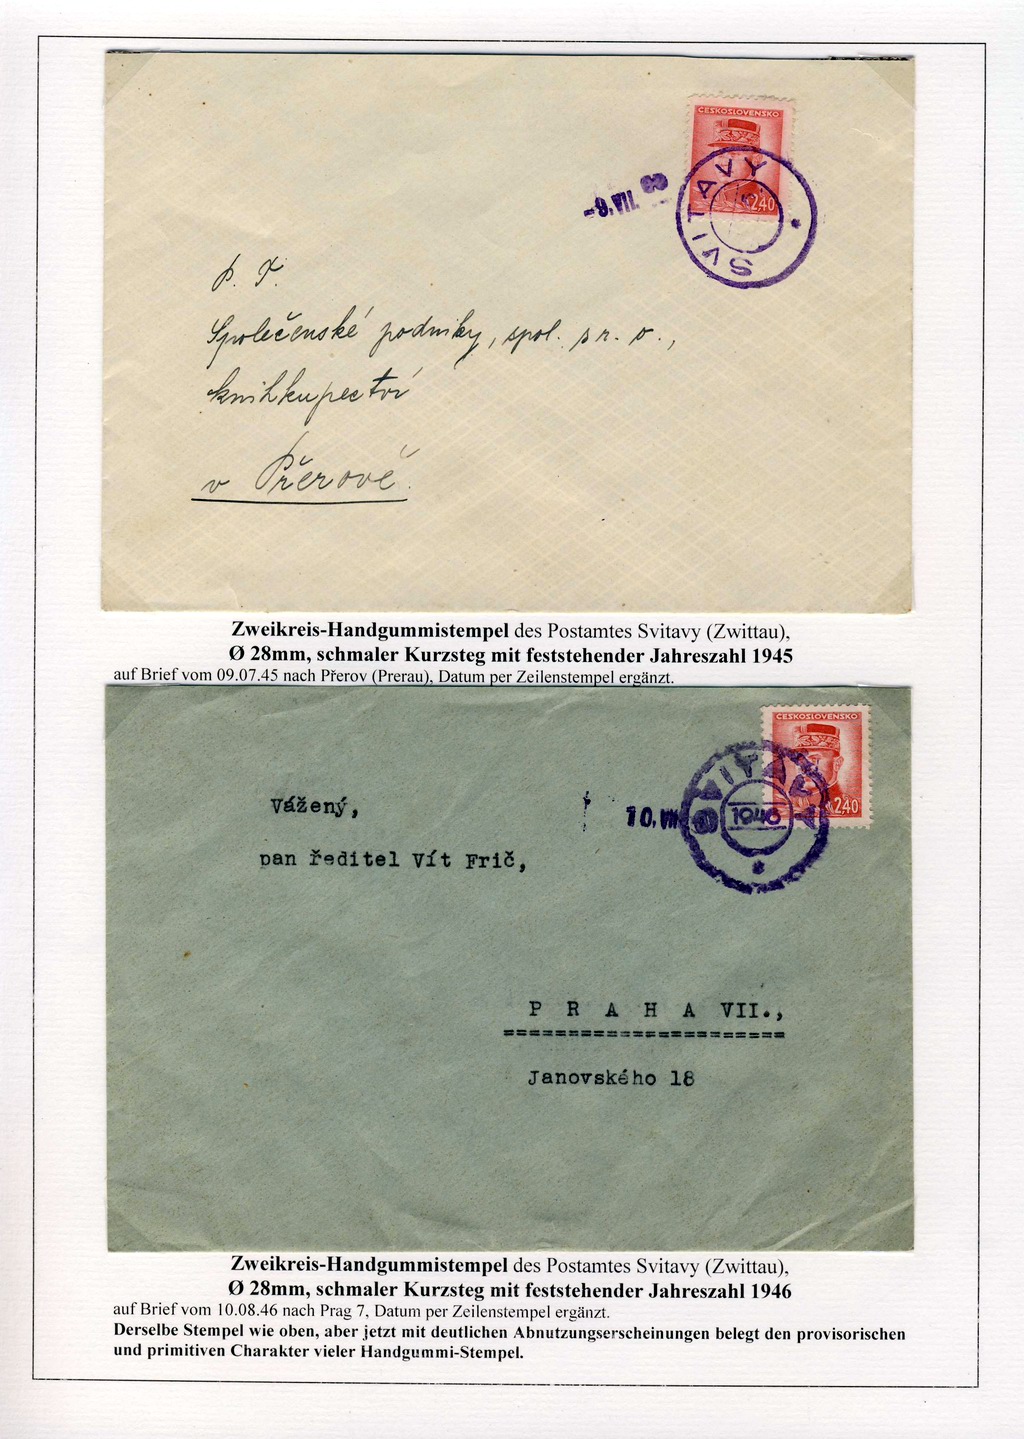 ČESKOSLOVENSKO
-9.VII.
2,40
SVITAVY
P. T.
Společenské podniky, spol. s r. o.,
knihkupectví
v Přerově.
Zweikreis-Handgummistempel des Postamtes Svitavy (Zwittau),
Ø 28mm, schmaler Kurzsteg mit feststehender Jahreszahl 1945
auf Brief vom 09.07.45 nach Přerov (Prerau), Datum per Zeilenstempel ergänzt.
ČESKOSLOVENSKO
2,40
SVITAVY
1946
10.VII
Vážený,
pan ředitel Vít Frič,
P R A H A VII.,
=====================
Janovského 18
Zweikreis-Handgummistempel des Postamtes Svitavy (Zwittau),
Ø 28mm, schmaler Kurzsteg mit feststehender Jahreszahl 1946
auf Brief vom 10.08.46 nach Prag 7, Datum per Zeilenstempel ergänzt.
Derselbe Stempel wie oben, aber jetzt mit deutlichen Abnutzungserscheinungen belegt den provisorischen
und primitiven Charakter vieler Handgummi-Stempel.